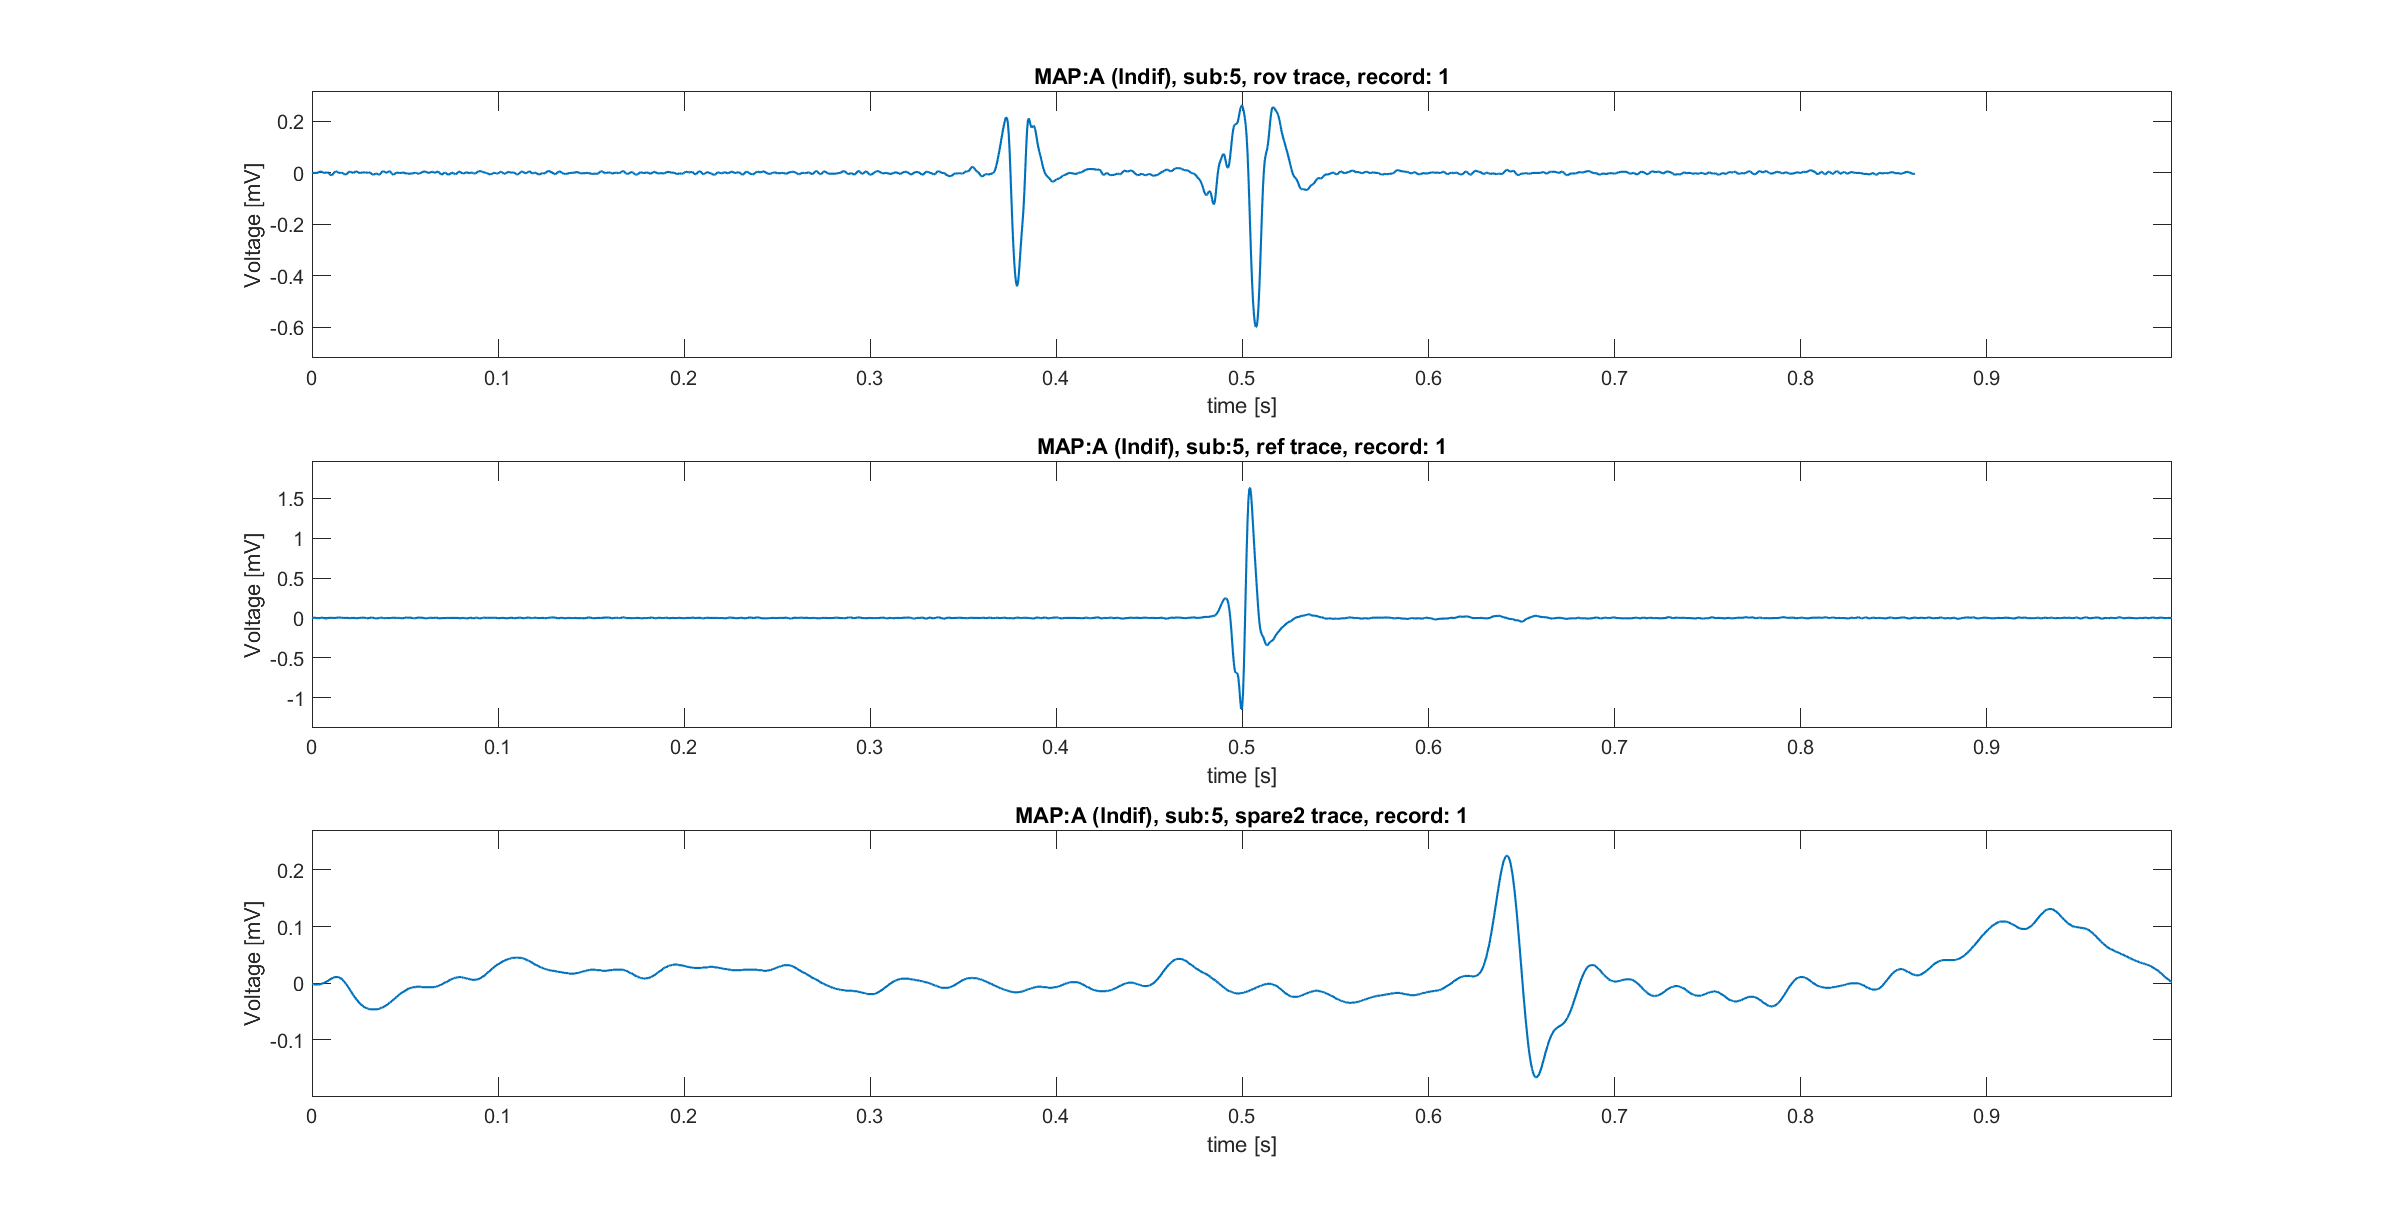 MAP:A (Indif), sub:5, rov trace, record: 1
Voltage [mV]
0.2
0
-0.2
-0.4
-0.6
0 0.1 0.2 0.3 0.4 0.5 0.6 0.7 0.8 0.9
time [s]
MAP:A (Indif), sub:5, ref trace, record: 1
Voltage [mV]
1.5
1
0.5
0
-0.5
-1
0 0.1 0.2 0.3 0.4 0.5 0.6 0.7 0.8 0.9
time [s]
MAP:A (Indif), sub:5, spare2 trace, record: 1
Voltage [mV]
0.2
0.1
0
-0.1
0 0.1 0.2 0.3 0.4 0.5 0.6 0.7 0.8 0.9
time [s]